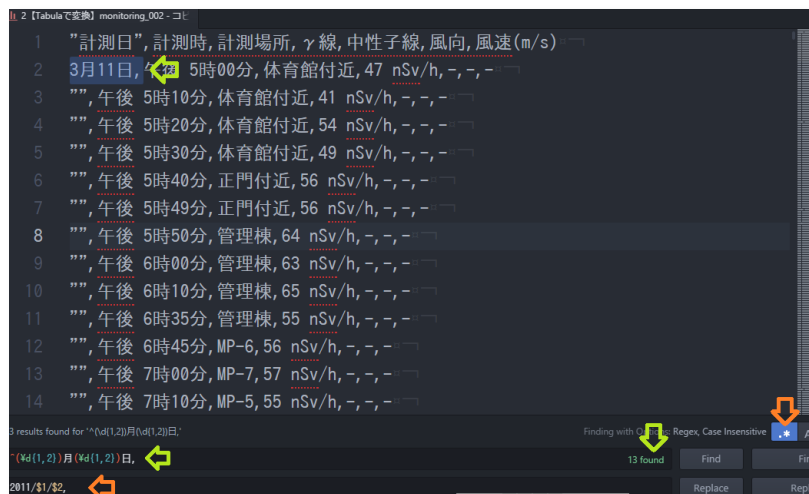 2【Tabulaで変換】monitoring_002 - コピ
1 "計測日",計測時,計測場所,γ線,中性子線,風向,風速(m/s)
2 3月11日,午後 5時00分,体育館付近,47 nSv/h,-,-,-
3 "",午後 5時10分,体育館付近,41 nSv/h,-,-,-
4 "",午後 5時20分,体育館付近,54 nSv/h,-,-,-
5 "",午後 5時30分,体育館付近,49 nSv/h,-,-,-
6 "",午後 5時40分,正門付近,56 nSv/h,-,-,-
7 "",午後 5時49分,正門付近,56 nSv/h,-,-,-
8 "",午後 5時50分,管理棟,64 nSv/h,-,-,-
9 "",午後 6時00分,管理棟,63 nSv/h,-,-,-
10 "",午後 6時10分,管理棟,65 nSv/h,-,-,-
11 "",午後 6時35分,管理棟,55 nSv/h,-,-,-
12 "",午後 6時45分,MP-6,56 nSv/h,-,-,-
13 "",午後 7時00分,MP-7,57 nSv/h,-,-,-
14 "",午後 7時10分,MP-5,55 nSv/h,-,-,-
3 results found for '^(\d{1,2})月(\d{1,2})日,' Finding with Options: Regex, Case Insensitive .* A
^(¥d{1,2})月(¥d{1,2})日, 13 found Find Fin
2011/$1/$2, Replace Repl